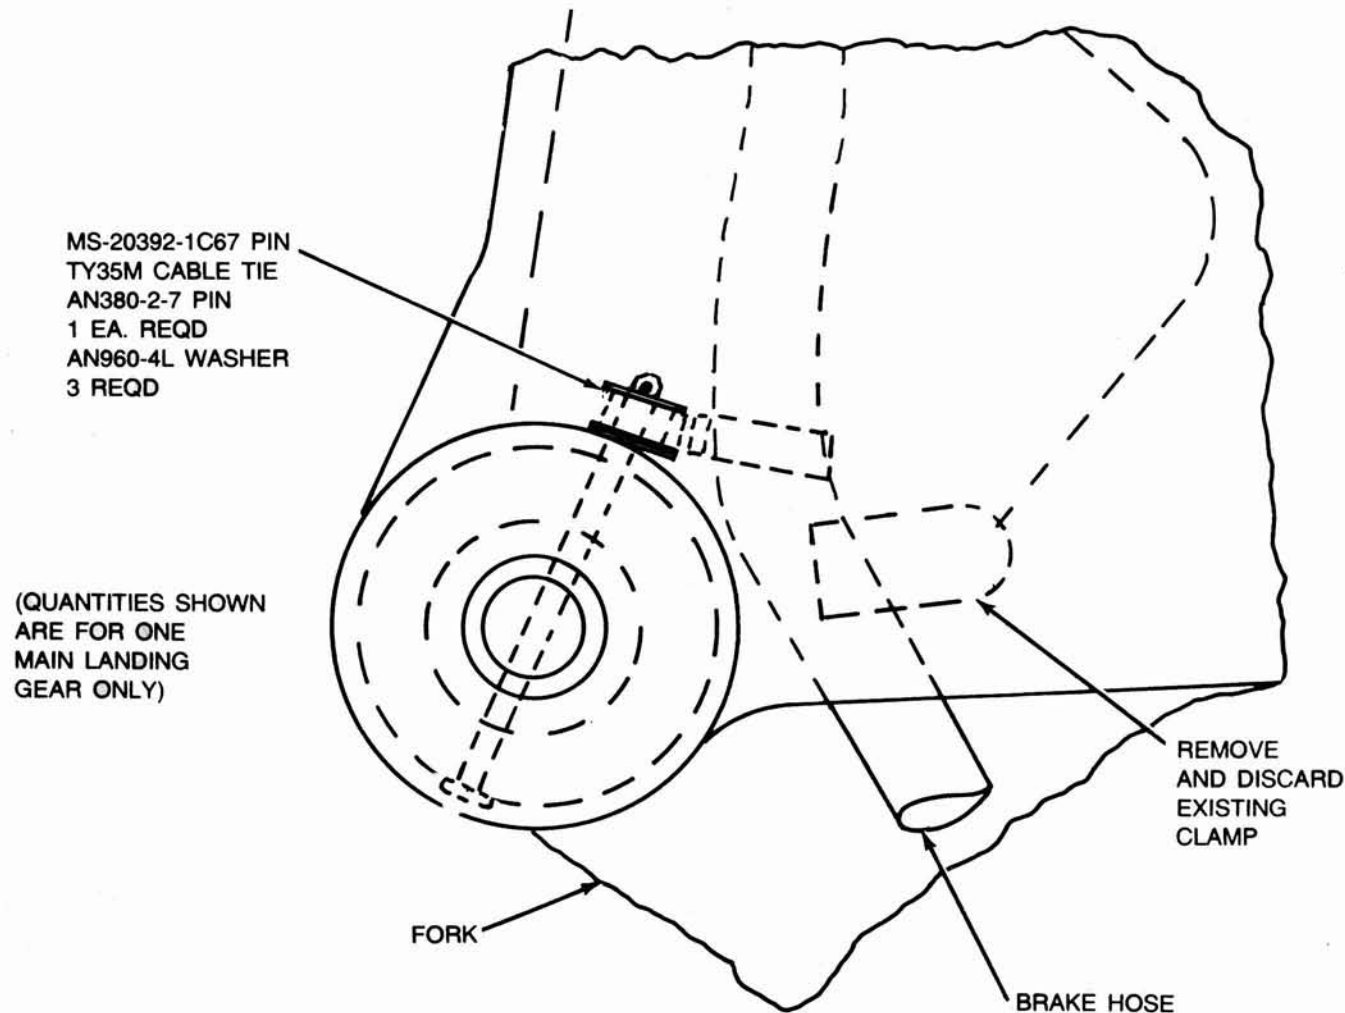 MS-20392-1C67 PIN
TY35M CABLE TIE
AN380-2-7 PIN
1 EA. REQD
AN960-4L WASHER
3 REQD
(QUANTITIES SHOWN
ARE FOR ONE
MAIN LANDING
GEAR ONLY)
REMOVE
AND DISCARD
EXISTING
CLAMP
FORK
BRAKE HOSE